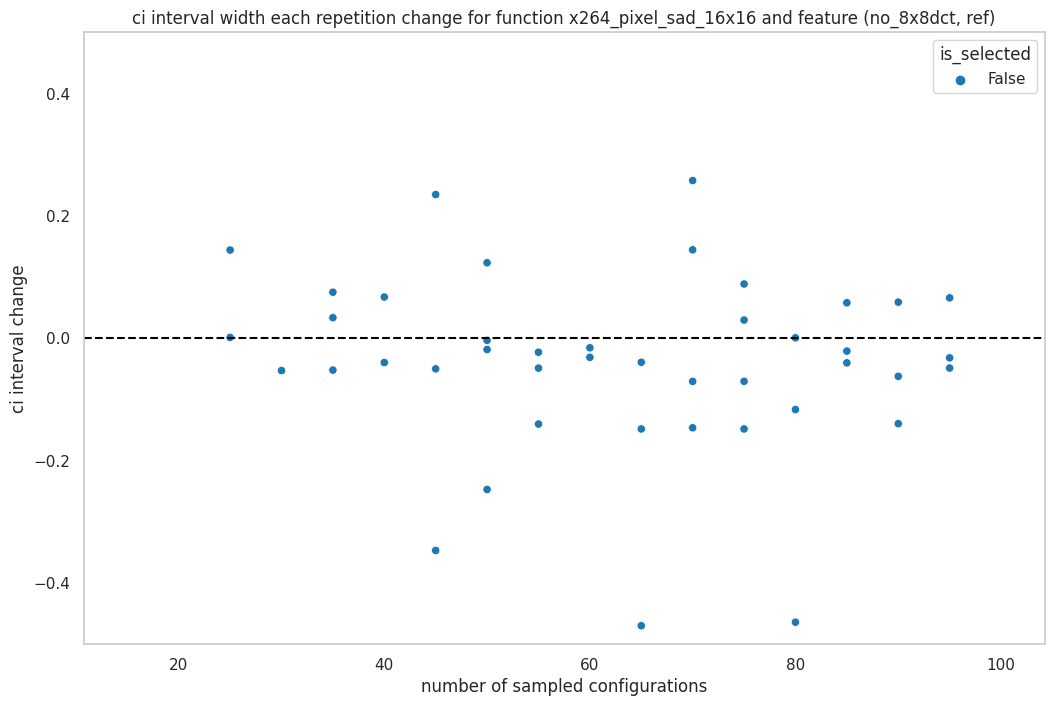 ci interval width each repetition change for function x264_pixel_sad_16x16 and feature (no_8x8dct, ref)
is_selected
False
0.4
0.2
0.0
−0.2
−0.4
ci interval change
20
40
60
80
100
number of sampled configurations